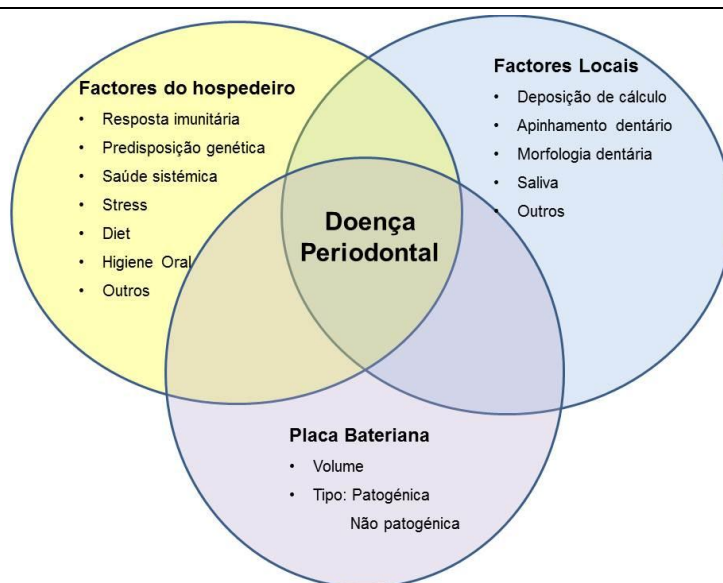 Factores do hospedeiro
• Resposta imunitária
• Predisposição genética
• Saúde sistémica
• Stress
• Diet
• Higiene Oral
• Outros
Factores Locais
• Deposição de cálculo
• Apinhamento dentário
• Morfologia dentária
• Saliva
• Outros
Doença
Periodontal
Placa Bateriana
• Volume
• Tipo: Patogénica
Não patogénica